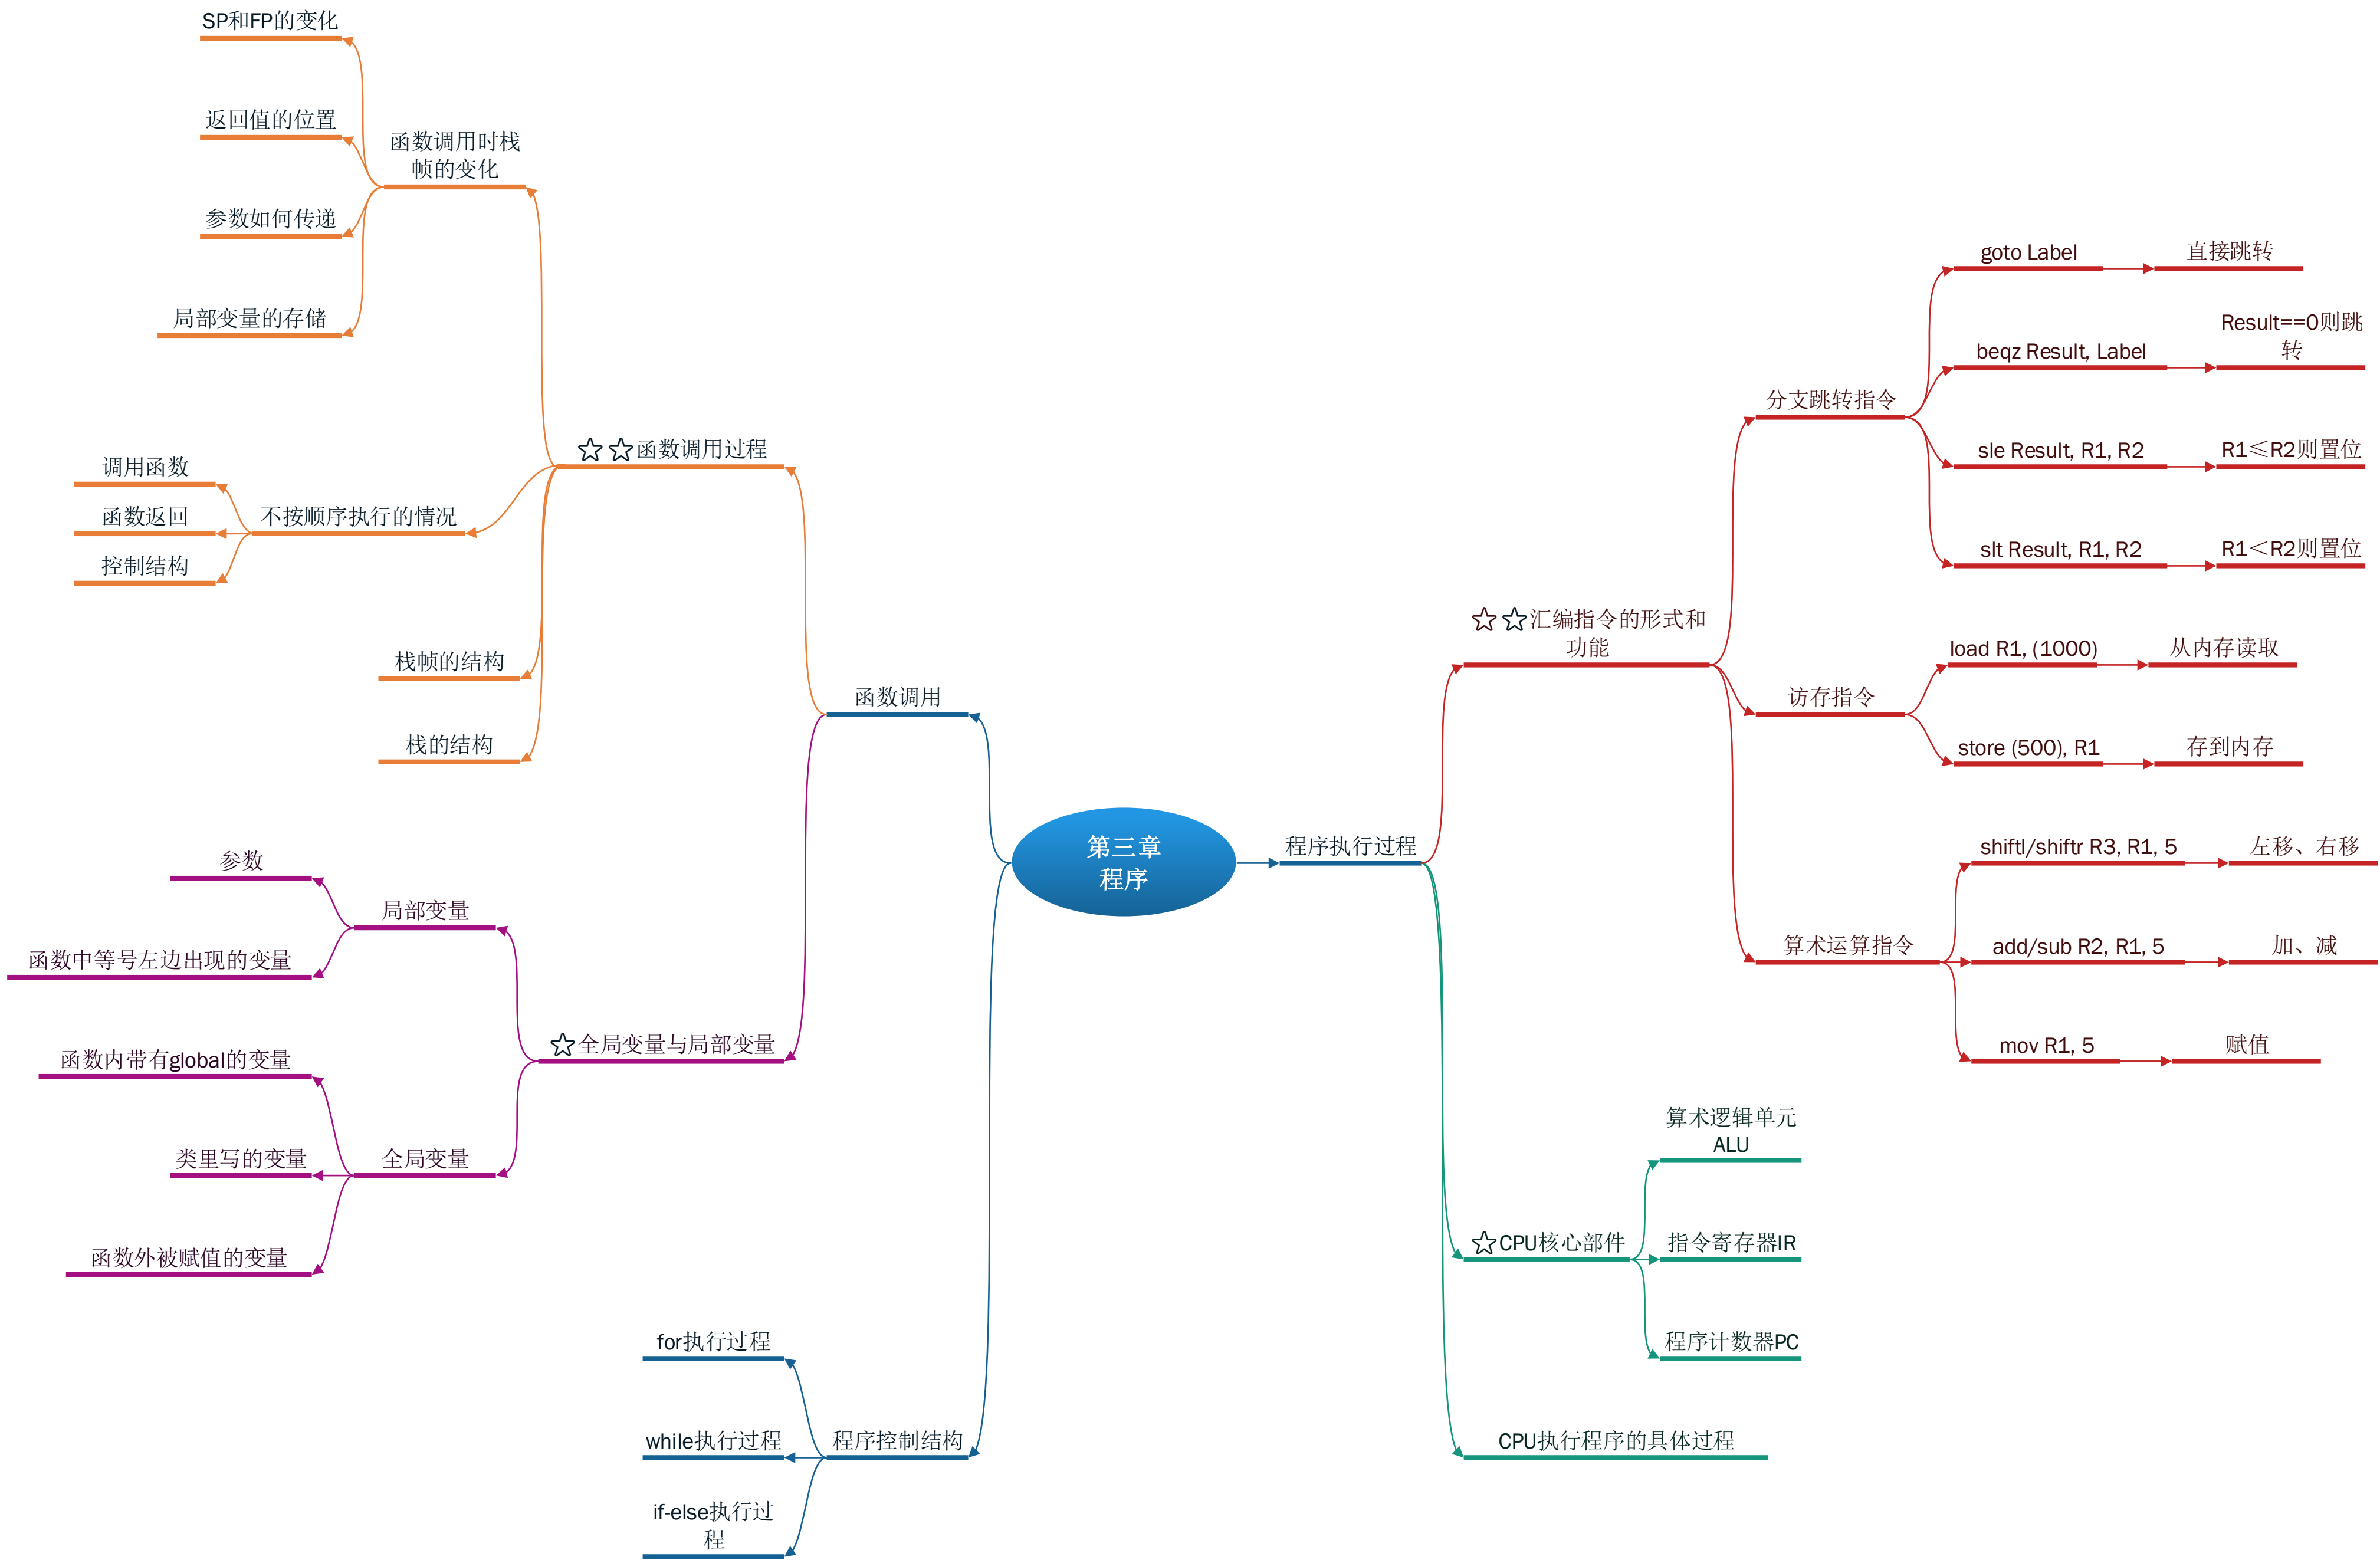 SP和FP的变化
返回值的位置
函数调用时栈
帧的变化
参数如何传递
局部变量的存储
☆☆函数调用过程
调用函数
函数返回
不按顺序执行的情况
控制结构
栈帧的结构
栈的结构
函数调用
参数
局部变量
函数中等号左边出现的变量
☆全局变量与局部变量
函数内带有global的变量
类里写的变量
全局变量
函数外被赋值的变量
for执行过程
while执行过程
程序控制结构
if-else执行过
程
第三章
程序
程序执行过程
☆☆汇编指令的形式和
功能
分支跳转指令
goto Label
直接跳转
beqz Result, Label
Result==0则跳
转
sle Result, R1, R2
R1≤R2则置位
slt Result, R1, R2
R1＜R2则置位
访存指令
load R1, (1000)
从内存读取
store (500), R1
存到内存
算术运算指令
shiftl/shiftr R3, R1, 5
左移、右移
add/sub R2, R1, 5
加、减
mov R1, 5
赋值
☆CPU核心部件
算术逻辑单元
ALU
指令寄存器IR
程序计数器PC
CPU执行程序的具体过程